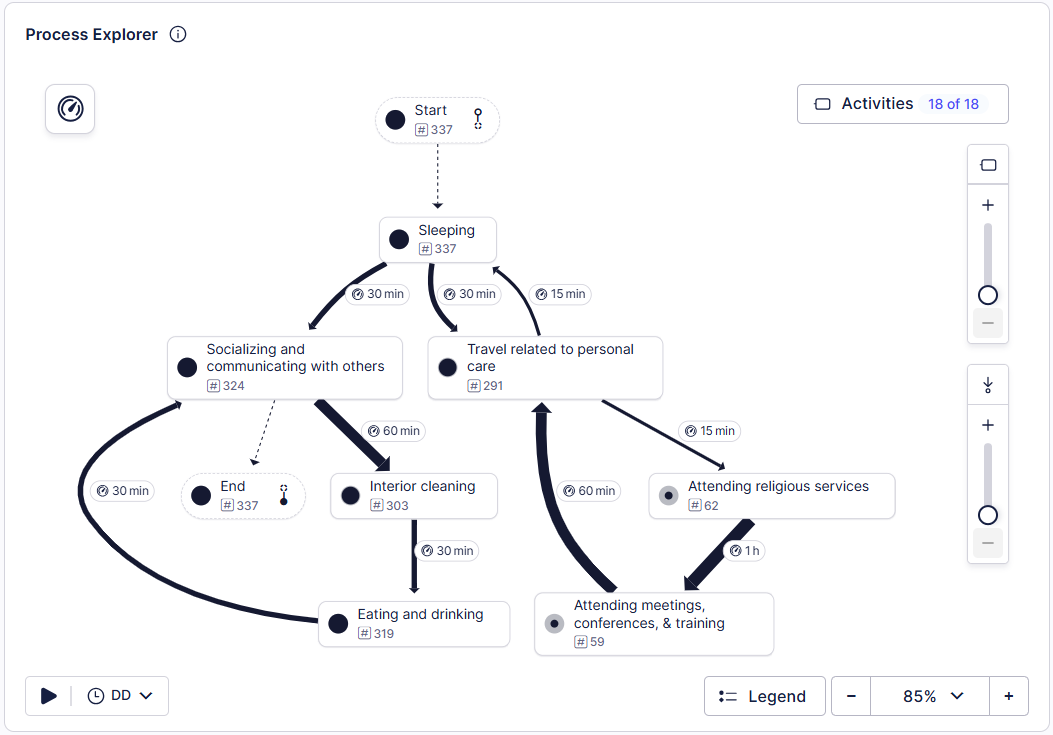 Process Explorer
Activities 18 of 18
Start
# 337
Sleeping
# 337
30 min
30 min
15 min
Socializing and
communicating with others
# 324
Travel related to personal
care
# 291
60 min
15 min
End
# 337
Interior cleaning
# 303
Attending religious services
# 62
30 min
60 min
30 min
1 h
Eating and drinking
# 319
Attending meetings,
conferences, & training
# 59
DD
Legend
85%